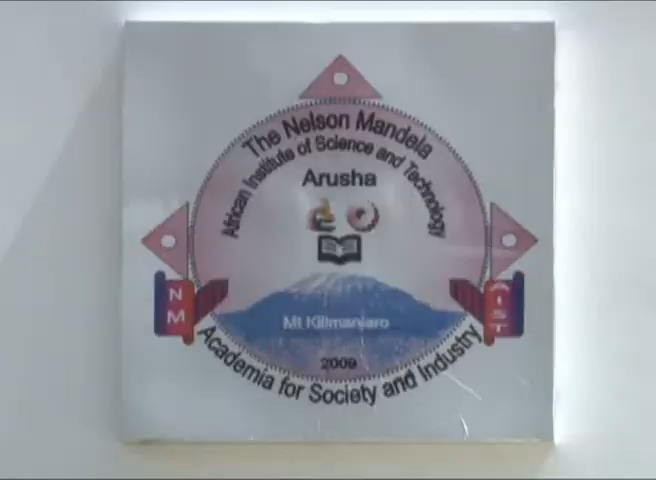 The Nelson Mandela
African Institute of Science and Technology
Arusha
NM
AIST
Mt Kilimanjaro
2009
Academia for Society and Industry